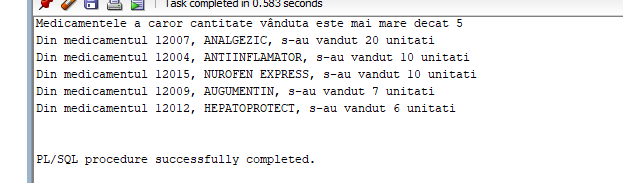 Task completed in 0.583 seconds
Medicamentele a caror cantitate vânduta este mai mare decat 5
Din medicamentul 12007, ANALGEZIC, s-au vandut 20 unitati
Din medicamentul 12004, ANTIINFLAMATOR, s-au vandut 10 unitati
Din medicamentul 12015, NUROFEN EXPRESS, s-au vandut 10 unitati
Din medicamentul 12009, AUGUMENTIN, s-au vandut 7 unitati
Din medicamentul 12012, HEPATOPROTECT, s-au vandut 6 unitati
PL/SQL procedure successfully completed.